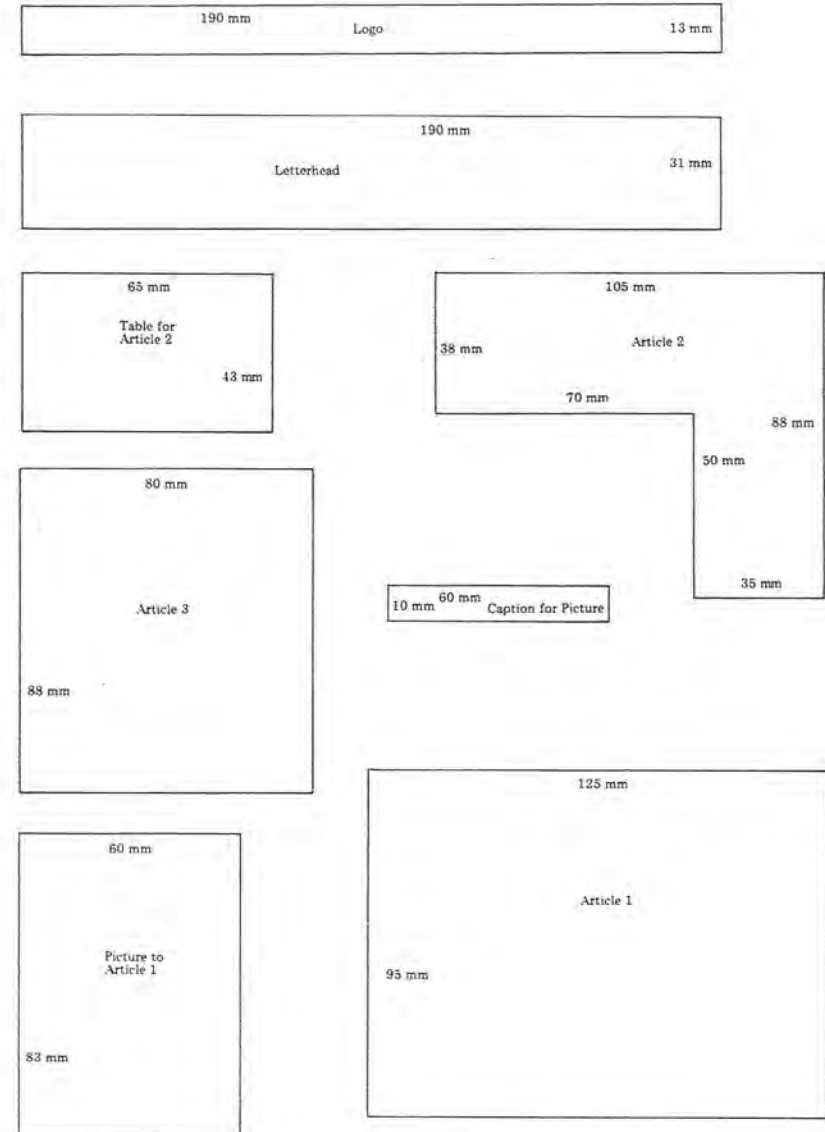 190 mm
Logo
13 mm
190 mm
Letterhead
31 mm
65 mm
Table for
Article 2
43 mm
105 mm
38 mm
Article 2
70 mm
88 mm
50 mm
35 mm
80 mm
Article 3
88 mm
10 mm 60 mm Caption for Picture
60 mm
Picture to
Article 1
83 mm
125 mm
Article 1
95 mm